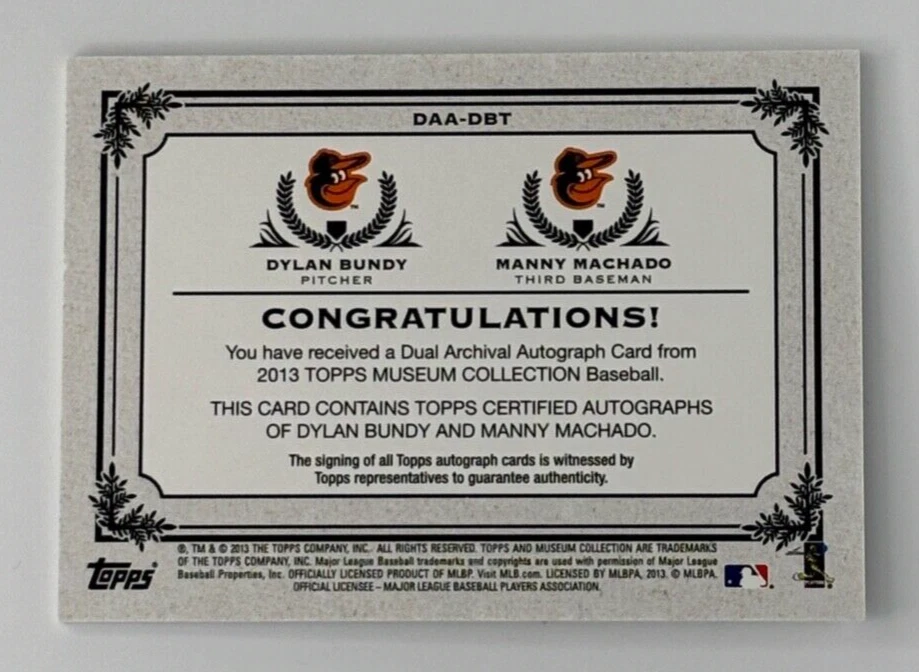 DAA-DBT
DYLAN BUNDY MANNY MACHADO
PITCHER THIRD BASEMAN
CONGRATULATIONS!
You have received a Dual Archival Autograph Card from
2013 TOPPS MUSEUM COLLECTION Baseball.
THIS CARD CONTAINS TOPPS CERTIFIED AUTOGRAPHS
OF DYLAN BUNDY AND MANNY MACHADO.
The signing of all Topps autograph cards is witnessed by
Topps representatives to guarantee authenticity.
®, TM & © 2013 THE TOPPS COMPANY, INC. ALL RIGHTS RESERVED. TOPPS AND MUSEUM COLLECTION ARE TRADEMARKS
OF THE TOPPS COMPANY, INC. Major League Baseball trademarks and copyrights are used with permission of Major League
Baseball Properties, Inc. OFFICIALLY LICENSED PRODUCT OF MLBP. Visit MLB.com. LICENSED BY MLBPA, 2013. © MLBPA.
OFFICIAL LICENSEE – MAJOR LEAGUE BASEBALL PLAYERS ASSOCIATION.
TOPPS